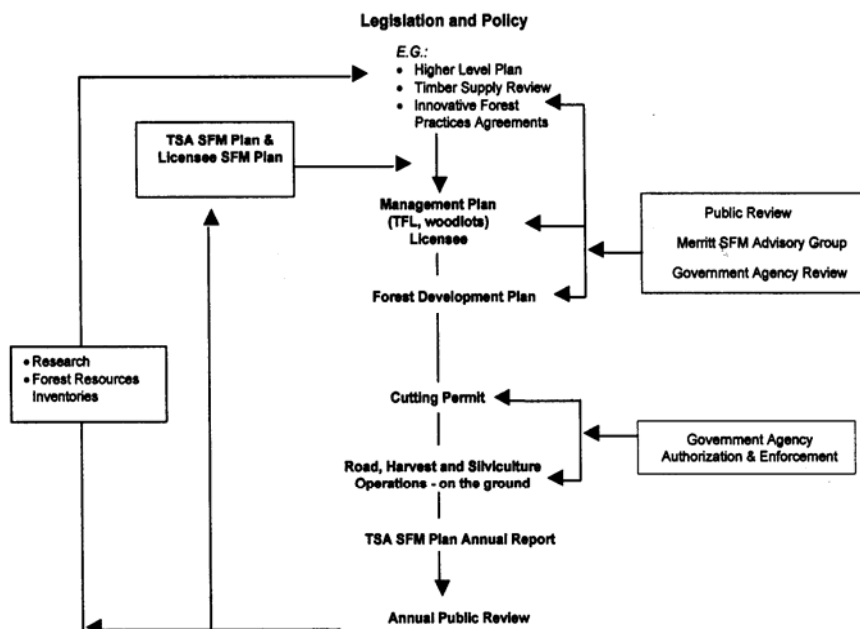 Legislation and Policy
E.G.:
• Higher Level Plan
• Timber Supply Review
• Innovative Forest
Practices Agreements
TSA SFM Plan &
Licensee SFM Plan
Management Plan
(TFL, woodlots)
Licensee
Public Review
Merritt SFM Advisory Group
Government Agency Review
Forest Development Plan
• Research
• Forest Resources
Inventories
Cutting Permit
Government Agency
Authorization & Enforcement
Road, Harvest and Silviculture
Operations - on the ground
TSA SFM Plan Annual Report
Annual Public Review